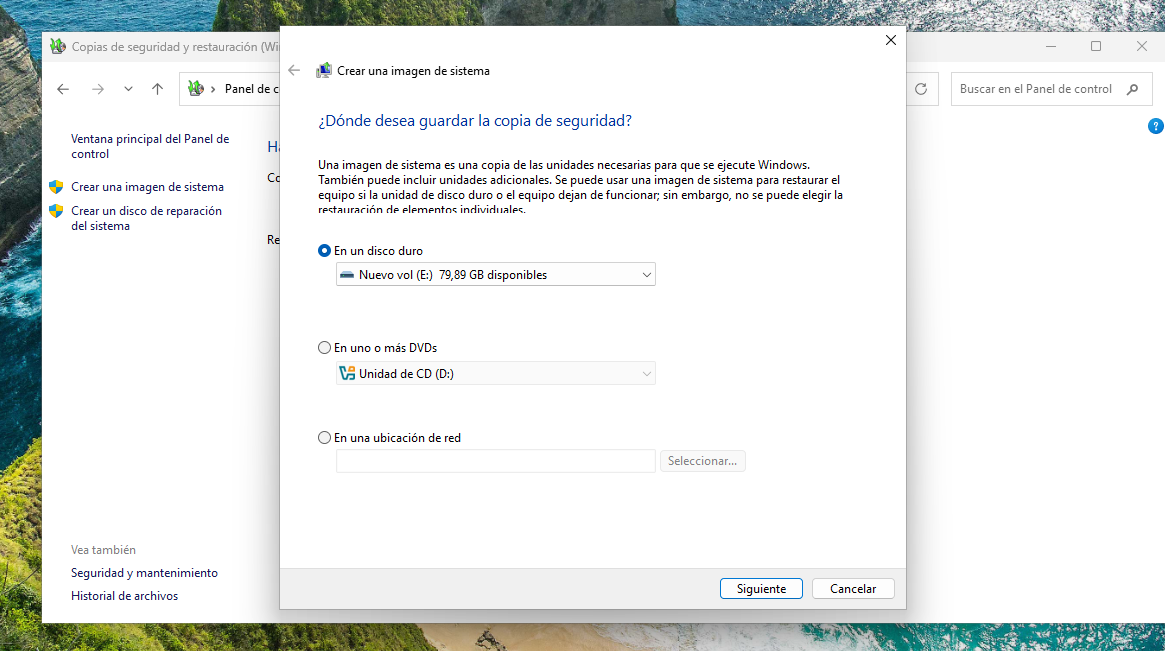 Copias de seguridad y restauración (Wi
Panel de c
Buscar en el Panel de control
Ventana principal del Panel de
control
Crear una imagen de sistema
Crear un disco de reparación
del sistema
Ha
Co
Re
Vea también
Seguridad y mantenimiento
Historial de archivos
Crear una imagen de sistema
¿Dónde desea guardar la copia de seguridad?
Una imagen de sistema es una copia de las unidades necesarias para que se ejecute Windows.
También puede incluir unidades adicionales. Se puede usar una imagen de sistema para restaurar el
equipo si la unidad de disco duro o el equipo dejan de funcionar; sin embargo, no se puede elegir la
restauración de elementos individuales.
En un disco duro
Nuevo vol (E:) 79,89 GB disponibles
En uno o más DVDs
Unidad de CD (D:)
En una ubicación de red
Seleccionar...
Siguiente
Cancelar